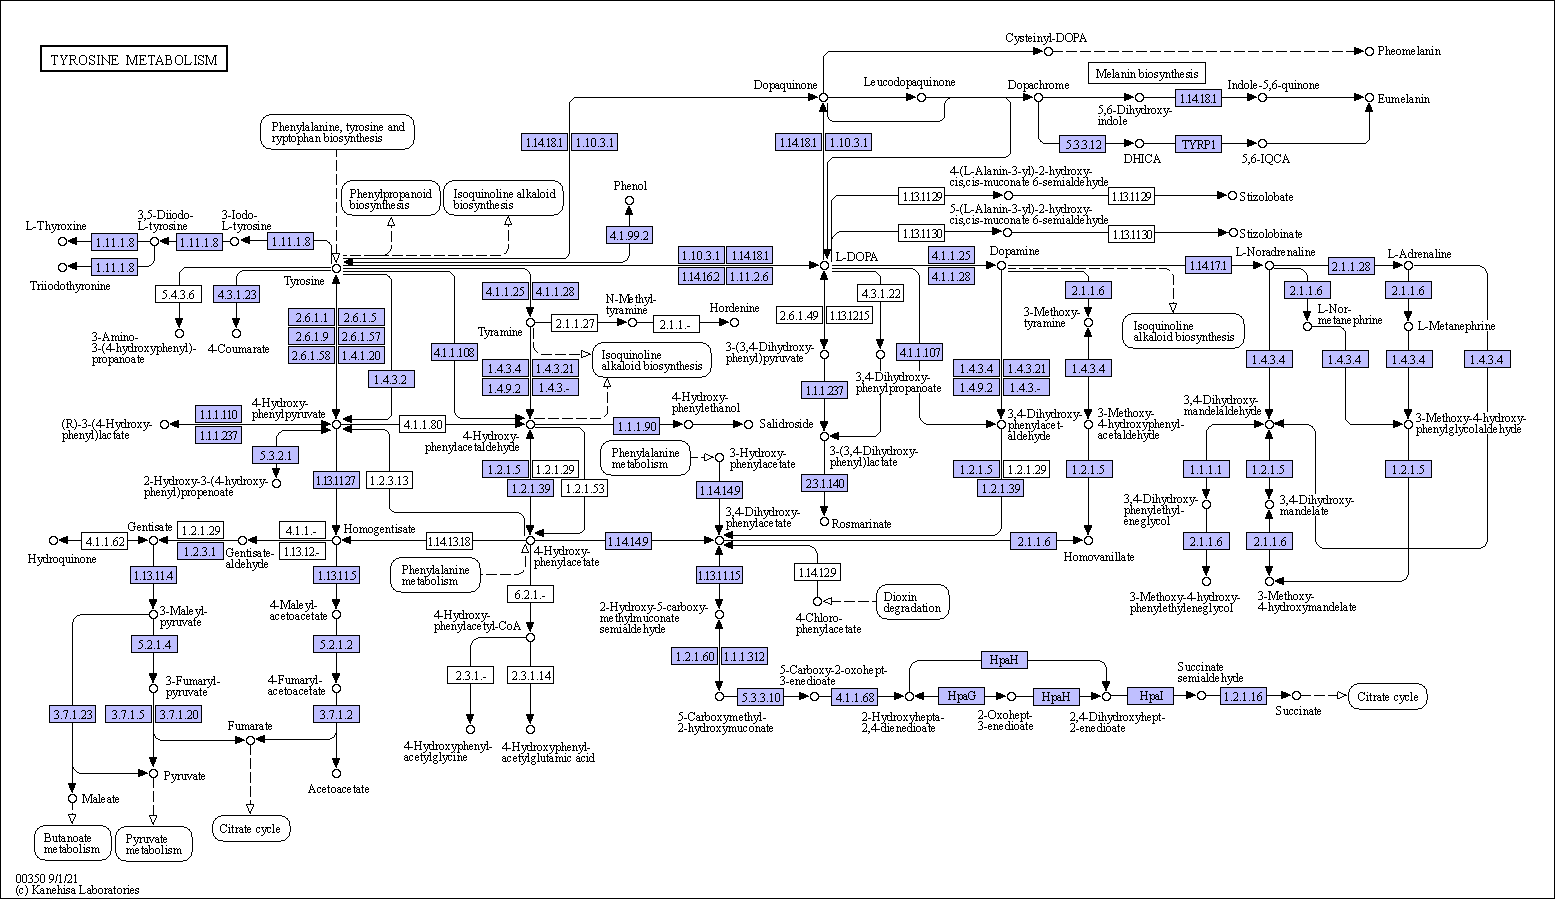 TYROSINE METABOLISM
Cysteinyl-DOPA
Pheomelanin
Melanin biosynthesis
Dopaquinone
Leucodopaquinone
Dopachrome
5,6-Dihydroxy-
indole
1.14.18.1
Indole-5,6-quinone
Eumelanin
Phenylalanine, tyrosine and
ryptophan biosynthesis
1.14.18.1
1.10.3.1
1.14.18.1
1.10.3.1
5.3.3.12
DHICA
TYRP1
5,6-IQCA
Phenylpropanoid
biosynthesis
Isoquinoline alkaloid
biosynthesis
Phenol
4-(L-Alanin-3-yl)-2-hydroxy-
cis,cis-muconate 6-semialdehyde
1.13.11.29
1.13.11.29
Stizolobate
5-(L-Alanin-3-yl)-2-hydroxy-
cis,cis-muconate 6-semialdehyde
1.13.11.30
1.13.11.30
Stizolobinate
L-Thyroxine
3,5-Diiodo-
L-tyrosine
3-Iodo-
L-tyrosine
1.11.1.8
1.11.1.8
1.11.1.8
1.11.1.8
Triiodothyronine
4.1.99.2
1.10.3.1
1.14.18.1
1.14.16.2
1.11.2.6
L-DOPA
4.1.1.25
4.1.1.28
Dopamine
1.14.17.1
L-Noradrenaline
2.1.1.28
L-Adrenaline
Tyrosine
5.4.3.6
4.3.1.23
3-Amino-
3-(4-hydroxyphenyl)-
propanoate
4-Coumarate
2.6.1.1
2.6.1.5
2.6.1.9
2.6.1.57
2.6.1.58
1.4.1.20
1.4.3.2
4.1.1.25
4.1.1.28
Tyramine
2.1.1.27
N-Methyl-
tyramine
2.1.1.-
Hordenine
4.1.1.108
1.4.3.4
1.4.3.21
1.4.9.2
1.4.3.-
Isoquinoline
alkaloid biosynthesis
4.3.1.22
2.6.1.49
1.13.12.15
3-(3,4-Dihydroxy-
phenyl)pyruvate
3,4-Dihydroxy-
phenylpropanoate
4.1.1.107
1.1.1.237
1.4.3.4
1.4.3.21
1.4.9.2
1.4.3.-
2.1.1.6
3-Methoxy-
tyramine
1.4.3.4
Isoquinoline
alkaloid biosynthesis
2.1.1.6
L-Nor-
metanephrine
2.1.1.6
L-Metanephrine
1.4.3.4
1.4.3.4
1.4.3.4
1.4.3.4
(R)-3-(4-Hydroxy-
phenyl)lactate
1.1.1.110
1.1.1.237
4-Hydroxy-
phenylpyruvate
4.1.1.80
4-Hydroxy-
phenylacetaldehyde
1.1.1.90
4-Hydroxy-
phenylethanol
Salidroside
3-(3,4-Dihydroxy-
phenyl)lactate
3,4-Dihydroxy-
phenylacet-
aldehyde
3-Methoxy-
4-hydroxyphenyl-
acetaldehyde
3,4-Dihydroxy-
mandelaldehyde
3-Methoxy-4-hydroxy-
phenylglycolaldehyde
5.3.2.1
2-Hydroxy-3-(4-hydroxy-
phenyl)propenoate
1.13.11.27
1.2.3.13
1.2.1.5
1.2.1.29
1.2.1.39
1.2.1.53
Phenylalanine
metabolism
3-Hydroxy-
phenylacetate
1.14.14.9
2.3.1.140
Rosmarinate
1.2.1.5
1.2.1.29
1.2.1.39
1.2.1.5
1.1.1.1
1.2.1.5
1.2.1.5
3,4-Dihydroxy-
phenylethyl-
eneglycol
3,4-Dihydroxy-
mandelate
Hydroquinone
4.1.1.62
Gentisate
1.2.1.29
1.2.3.1
Gentisate-
aldehyde
4.1.1.-
1.13.12.-
Homogentisate
1.14.13.18
4-Hydroxy-
phenylacetate
1.14.14.9
3,4-Dihydroxy-
phenylacetate
2.1.1.6
Homovanillate
2.1.1.6
2.1.1.6
Phenylalanine
metabolism
1.13.11.4
1.13.11.5
6.2.1.-
1.13.11.15
1.14.12.9
4-Chloro-
phenylacetate
Dioxin
degradation
3-Methoxy-4-hydroxy-
phenylethyleneglycol
3-Methoxy-
4-hydroxymandelate
3-Maleyl-
pyruvate
4-Maleyl-
acetoacetate
4-Hydroxy-
phenylacetyl-CoA
2-Hydroxy-5-carboxy-
methylmuconate
semialdehyde
5.2.1.4
5.2.1.2
2.3.1.-
2.3.1.14
1.2.1.60
1.1.1.312
3-Fumaryl-
pyruvate
4-Fumaryl-
acetoacetate
5-Carboxy-2-oxohept-
3-enedioate
HpaH
Succinate
semialdehyde
5.3.3.10
4.1.1.68
HpaG
HpaH
HpaI
1.2.1.16
Citrate cycle
5-Carboxymethyl-
2-hydroxymuconate
2-Hydroxyhepta-
2,4-dienedioate
2-Oxohept-
3-enedioate
2,4-Dihydroxyhept-
2-enedioate
Succinate
3.7.1.23
3.7.1.5
3.7.1.20
3.7.1.2
Fumarate
4-Hydroxyphenyl-
acetylglycine
4-Hydroxyphenyl-
acetylglutamic acid
Pyruvate
Acetoacetate
Maleate
Butanoate
metabolism
Pyruvate
metabolism
Citrate cycle
00350 9/1/21
(c) Kanehisa Laboratories